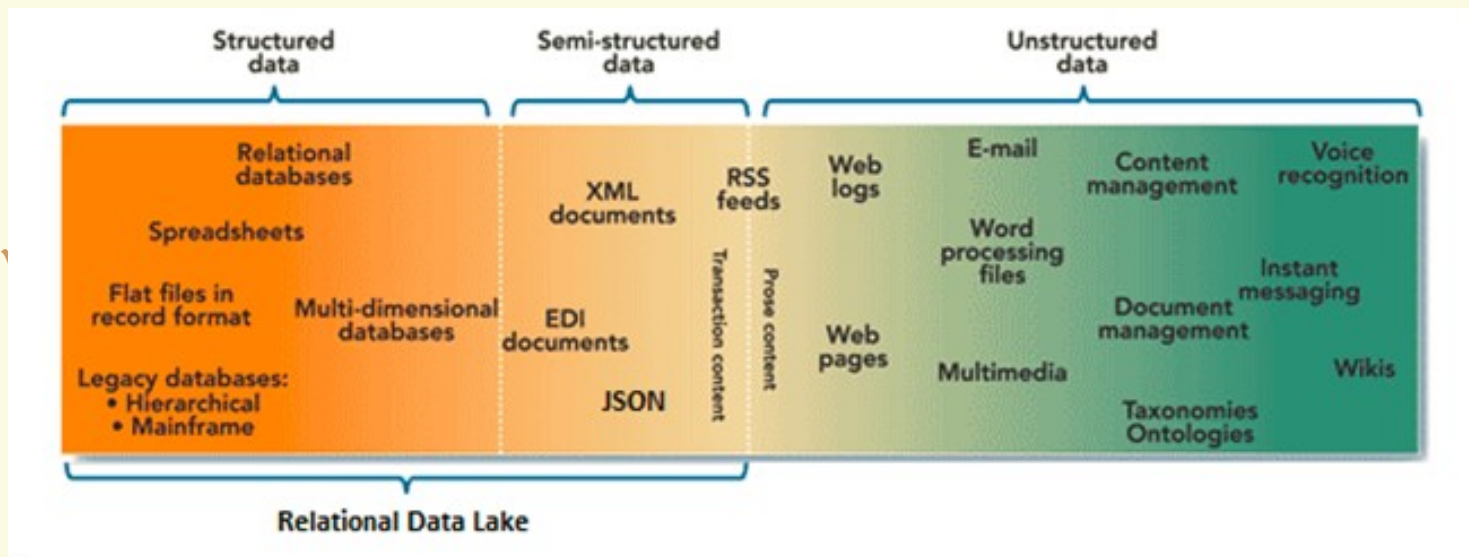 Structured
data
Semi-structured
data
Unstructured
data
Relational
databases
Spreadsheets
Flat files in
record format
Multi-dimensional
databases
Legacy databases:
• Hierarchical
• Mainframe
XML
documents
RSS
feeds
EDI
documents
JSON
Transaction content
Prose content
Web
logs
Web
pages
E-mail
Word
processing
files
Multimedia
Content
management
Document
management
Taxonomies
Ontologies
Voice
recognition
Instant
messaging
Wikis
Relational Data Lake